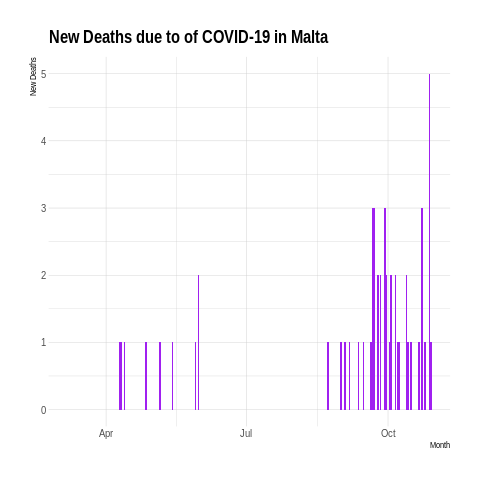 New Deaths due to of COVID-19 in Malta
New Deaths
5
4
3
2
1
0
Apr
Jul
Oct
Month